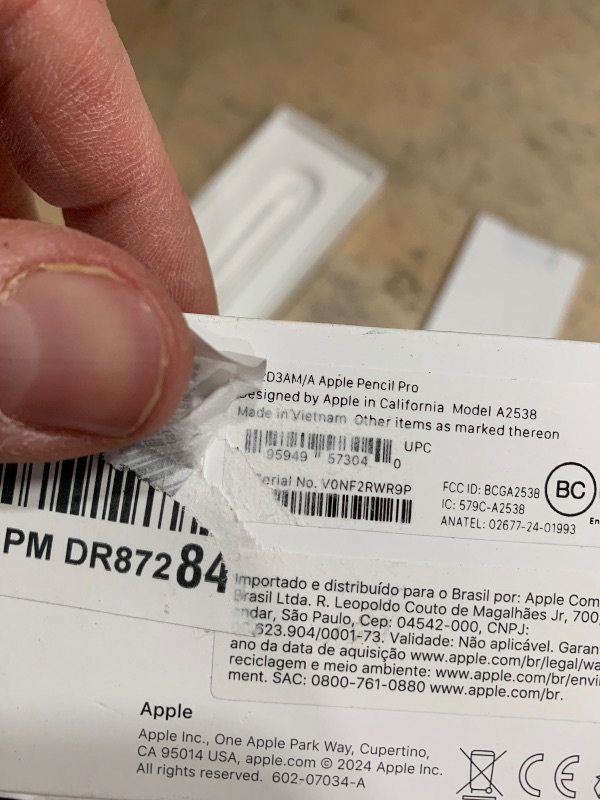 D3AM/A Apple Pencil Pro
Designed by Apple in California Model A2538
Made in Vietnam Other items as marked thereon
95949 57304 0 UPC
erial No. V0NF2RWR9P
FCC ID: BCGA2538
IC: 579C-A2538
ANATEL: 02677-24-01993
BC
En
PM DR87284
Importado e distribuído para o Brasil por: Apple Com
Brasil Ltda. R. Leopoldo Couto de Magalhães Jr, 700,
ndar, São Paulo, Cep: 04542-000, CNPJ:
.623.904/0001-73. Validade: Não aplicável. Garan
ano da data de aquisição www.apple.com/br/legal/wa
reciclagem e meio ambiente: www.apple.com/br/envi
ment. SAC: 0800-761-0880 www.apple.com/br.
Apple
Apple Inc., One Apple Park Way, Cupertino,
CA 95014 USA, apple.com © 2024 Apple Inc.
All rights reserved. 602-07034-A
CE